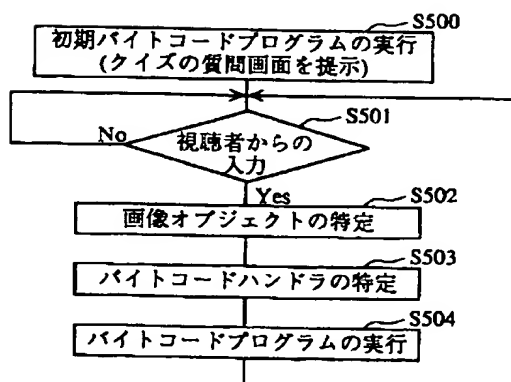 S500
初期バイトコードプログラムの実行
(クイズの質問画面を提示)
S501
No
視聴者からの
入力
Yes
S502
画像オブジェクトの特定
S503
バイトコードハンドラの特定
S504
バイトコードプログラムの実行